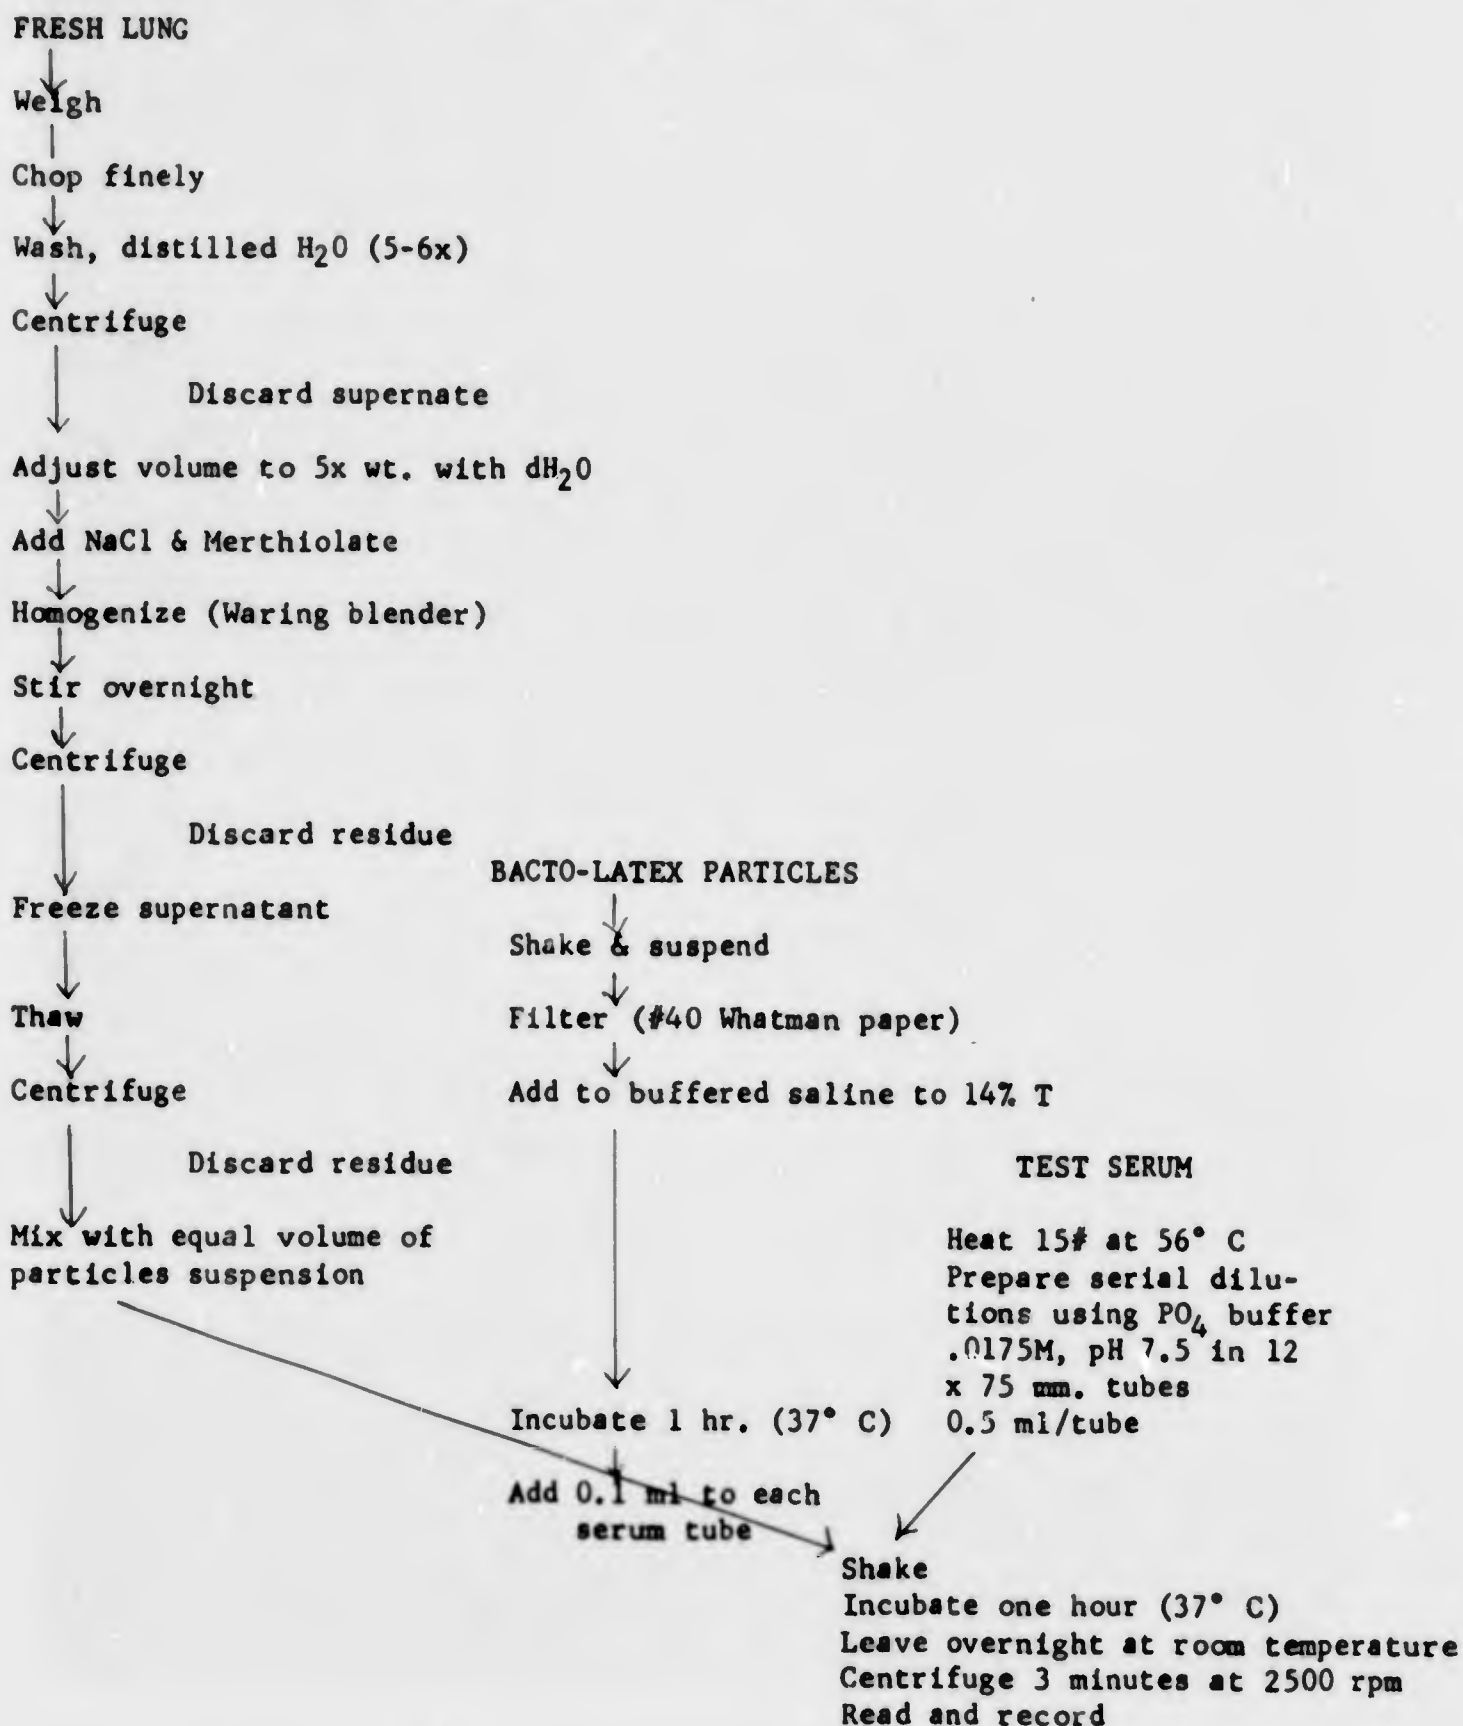 FRESH LUNG
Weigh
Chop finely
Wash, distilled H₂O (5-6x)
Centrifuge
Discard supernate
Adjust volume to 5x wt. with dH₂O
Add NaCl & Merthiolate
Homogenize (Waring blender)
Stir overnight
Centrifuge
Discard residue
Freeze supernatant
Thaw
Centrifuge
Discard residue
Mix with equal volume of
particles suspension
BACTO-LATEX PARTICLES
Shake & suspend
Filter (#40 Whatman paper)
Add to buffered saline to 14% T
Incubate 1 hr. (37° C)
Add 0.1 ml to each
serum tube
TEST SERUM
Heat 15# at 56° C
Prepare serial dilu-
tions using PO₄ buffer
.0175M, pH 7.5 in 12
x 75 mm. tubes
0.5 ml/tube
Shake
Incubate one hour (37° C)
Leave overnight at room temperature
Centrifuge 3 minutes at 2500 rpm
Read and record